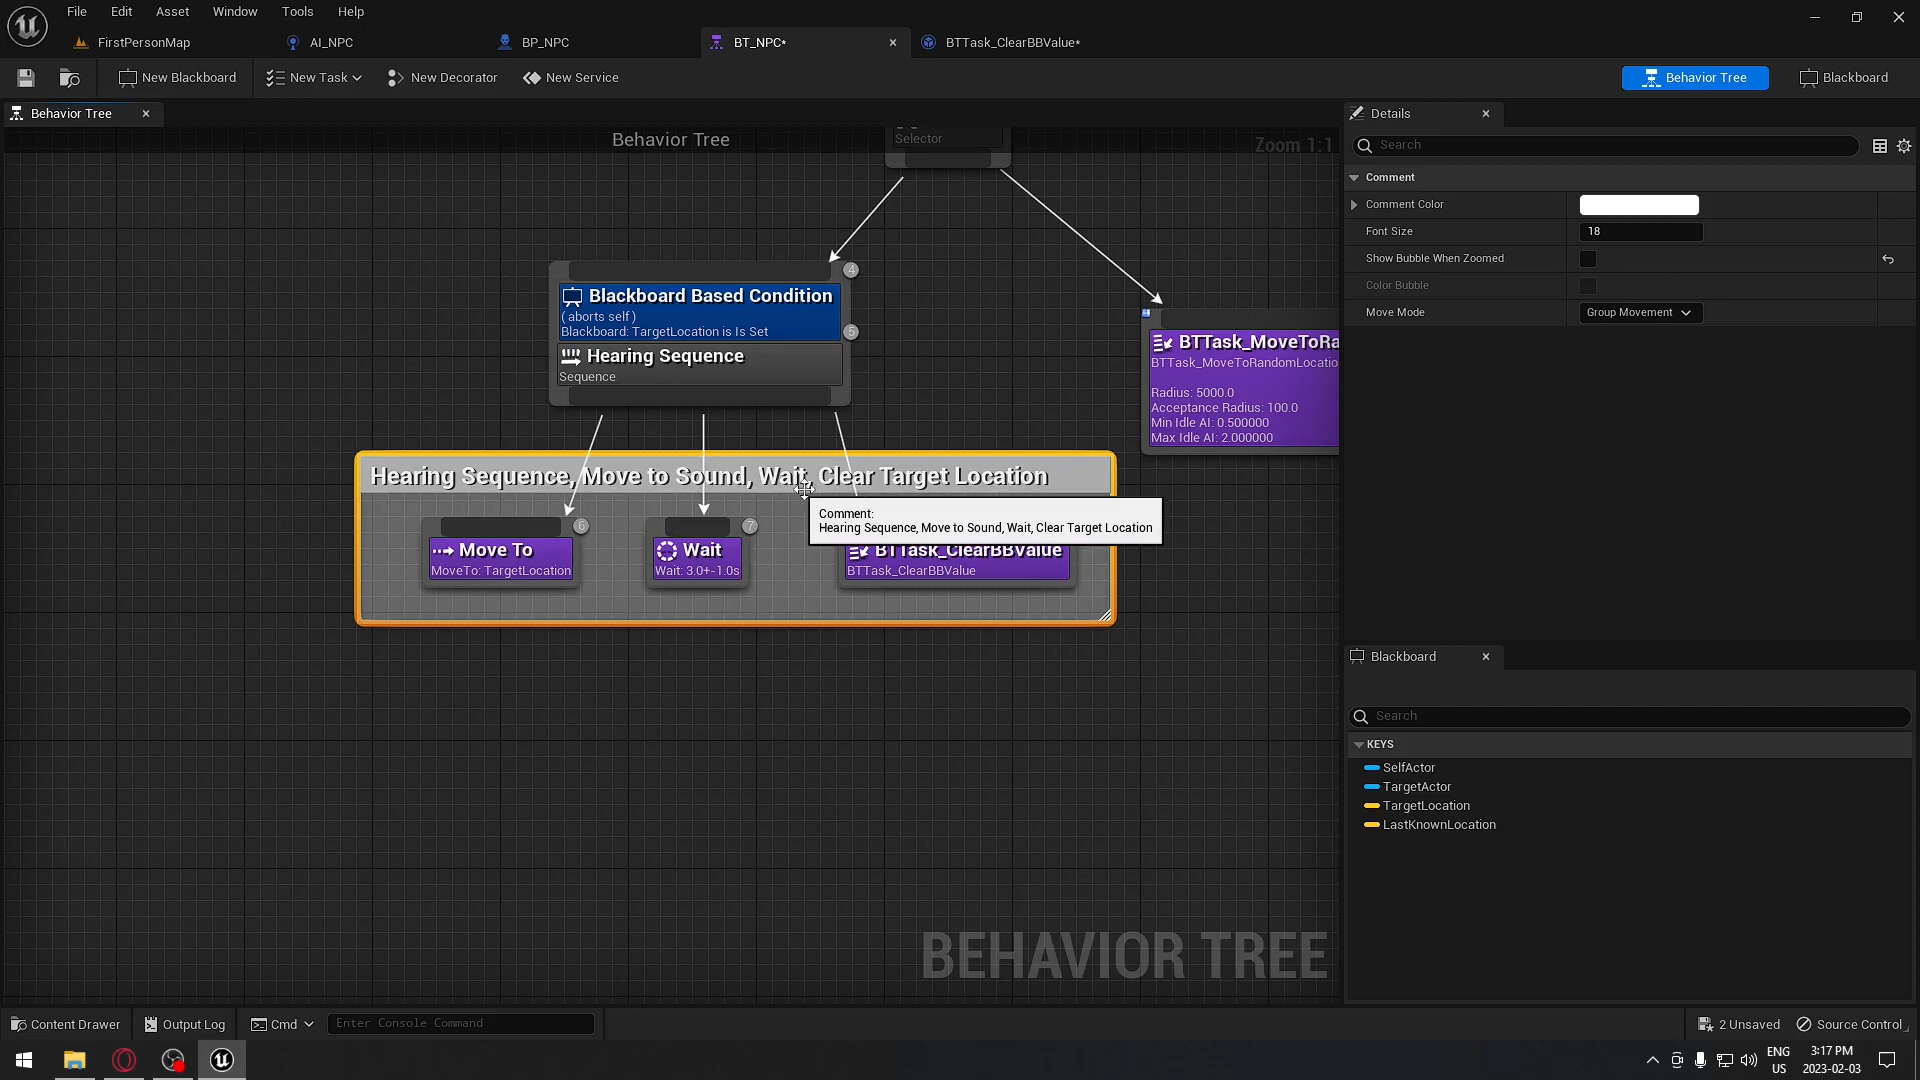 File Edit Asset Window Tools Help
FirstPersonMap AI_NPC BP_NPC BT_NPC* BTTask_ClearBBValue*
New Blackboard New Task New Decorator New Service Behavior Tree Blackboard
Behavior Tree
Behavior Tree
Zoom 1:1
Selector
4
Blackboard Based Condition
( aborts self )
Blackboard: TargetLocation is Is Set
5
Hearing Sequence
Sequence
BTTask_MoveToRa
BTTask_MoveToRandomLocatio
Radius: 5000.0
Acceptance Radius: 100.0
Min Idle AI: 0.500000
Max Idle AI: 2.000000
Hearing Sequence, Move to Sound, Wait, Clear Target Location
Comment:
Hearing Sequence, Move to Sound, Wait, Clear Target Location
6
Move To
MoveTo: TargetLocation
7
Wait
Wait: 3.0+-1.0s
BTTask_ClearBBValue
BTTask_ClearBBValue
BEHAVIOR TREE
Details
Search
Comment
Comment Color
Font Size 18
Show Bubble When Zoomed
Color Bubble
Move Mode Group Movement
Blackboard
Search
KEYS
SelfActor
TargetActor
TargetLocation
LastKnownLocation
Content Drawer Output Log Cmd Enter Console Command 2 Unsaved Source Control
ENG
US
3:17 PM
2023-02-03